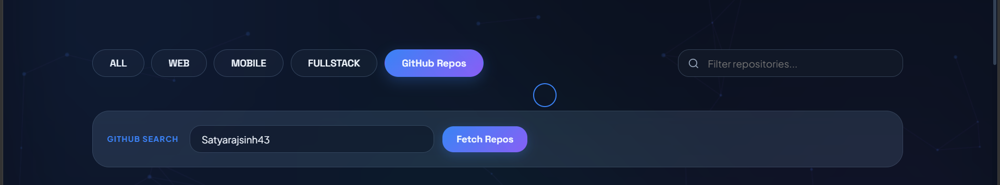 ALL WEB MOBILE FULLSTACK GitHub Repos Filter repositories...
GITHUB SEARCH Satyarajsinh43 Fetch Repos